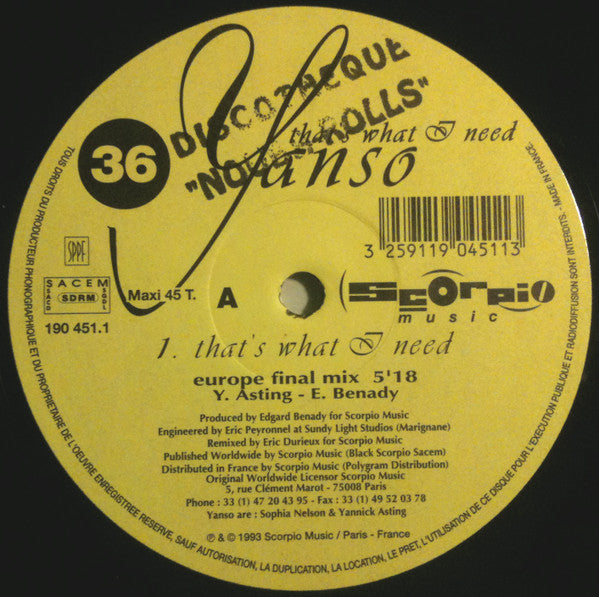 36
DISCOTHEQUE
ROLLS"
that's what I need
Yanso
3 259119 045113
SPPF
SACEM
SACD SDRM SGDL
190 451.1
Maxi 45 T.
A
Scorpio
music
1. that's what I need
europe final mix 5'18
Y. Asting - E. Benady
Produced by Edgard Benady for Scorpio Music
Engineered by Eric Peyronnel at Sundy Light Studios (Marignane)
Remixed by Eric Durieux for Scorpio Music
Published Worldwide by Scorpio Music (Black Scorpio Sacem)
Distributed in France by Scorpio Music (Polygram Distribution)
Original Worldwide Licensor Scorpio Music
5, rue Clément Marot - 75008 Paris
Phone : 33 (1) 47 20 43 95 - Fax : 33 (1) 49 52 03 78
Yanso are : Sophia Nelson & Yannick Asting
℗ & © 1993 Scorpio Music / Paris - France
TOUS DROITS DU PRODUCTEUR PHONOGRAPHIQUE ET DU PROPRIETAIRE DE L'OEUVRE ENREGISTREE RESERVE, SAUF AUTORISATION, LA DUPLICATION, LA LOCATION, LE PRET, L'UTILISATION DE CE DISQUE POUR L'EXECUTION PUBLIQUE ET RADIODIFFUSION SONT INTERDITS. - MADE IN FRANCE.